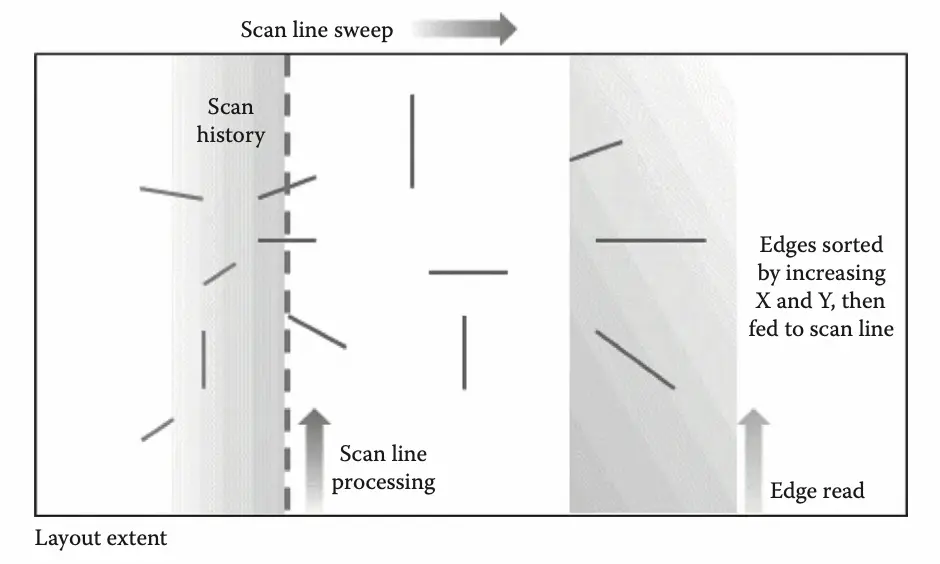 Scan line sweep
Scan
history
Edges sorted
by increasing
X and Y, then
fed to scan line
Scan line
processing
Edge read
Layout extent